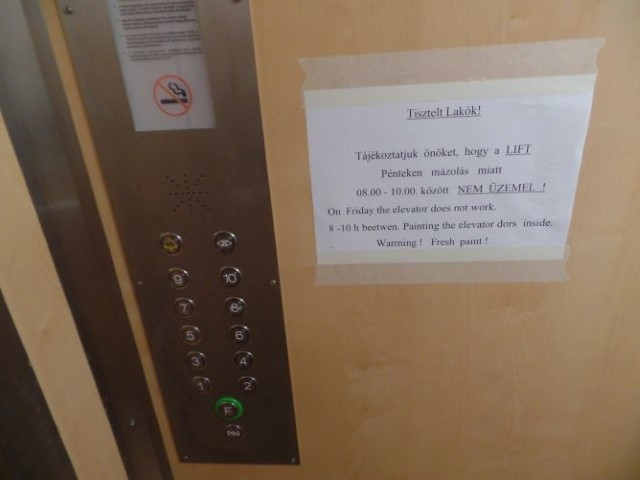 Tisztelt Lakók!
Tájékoztatjuk önöket, hogy a LIFT
Pénteken mázolás miatt
08.00 - 10.00. között NEM ÜZEMEL !
On Friday the elevator does not work.
8 -10 h beetwen. Painting the elevator dors inside.
Warming ! Fresh paint !
9 10
7 8
5 6
3 4
1 2
F